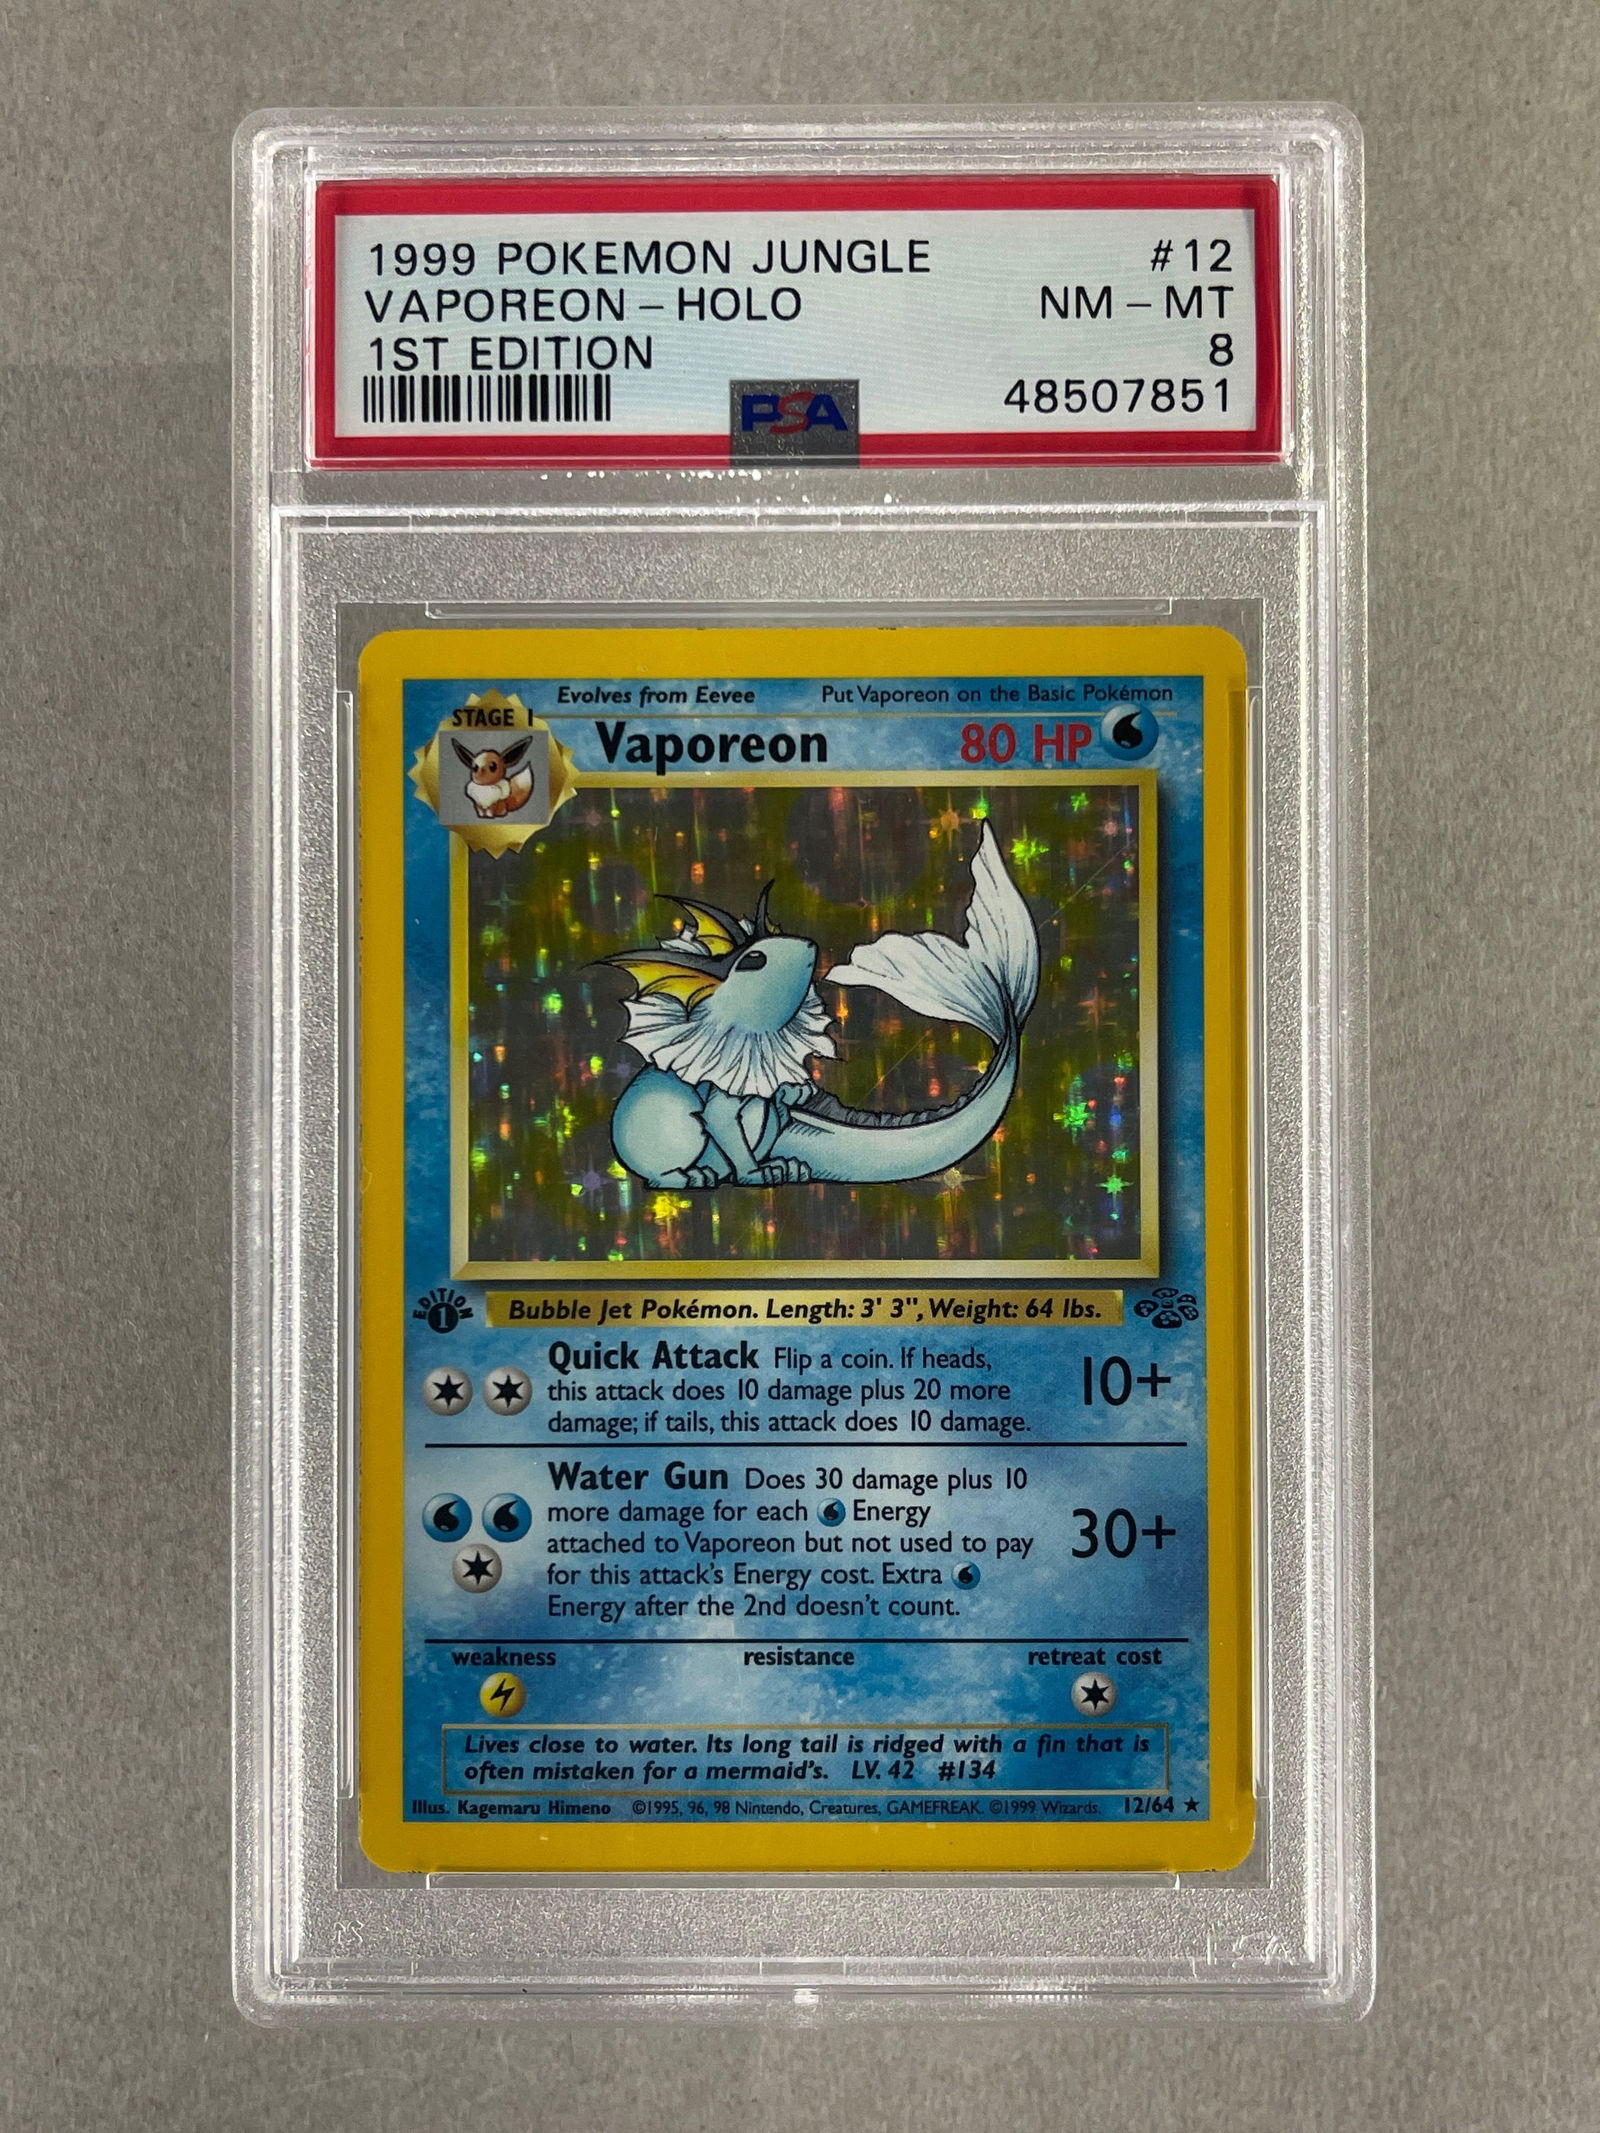 1999 POKEMON JUNGLE #12
VAPOREON - HOLO NM - MT
1ST EDITION 8
PSA 48507851
Evolves from Eevee Put Vaporeon on the Basic Pokémon
STAGE 1
Vaporeon 80 HP
EDITION
1
Bubble Jet Pokémon. Length: 3' 3", Weight: 64 lbs.
Quick Attack Flip a coin. If heads,
this attack does 10 damage plus 20 more
damage; if tails, this attack does 10 damage.
10+
Water Gun Does 30 damage plus 10
more damage for each Energy
attached to Vaporeon but not used to pay
for this attack's Energy cost. Extra
Energy after the 2nd doesn't count.
30+
weakness resistance retreat cost
Lives close to water. Its long tail is ridged with a fin that is
often mistaken for a mermaid's. LV. 42 #134
Illus. Kagemaru Himeno ©1995, 96, 98 Nintendo, Creatures, GAMEFREAK. ©1999 Wizards. 12/64 ★